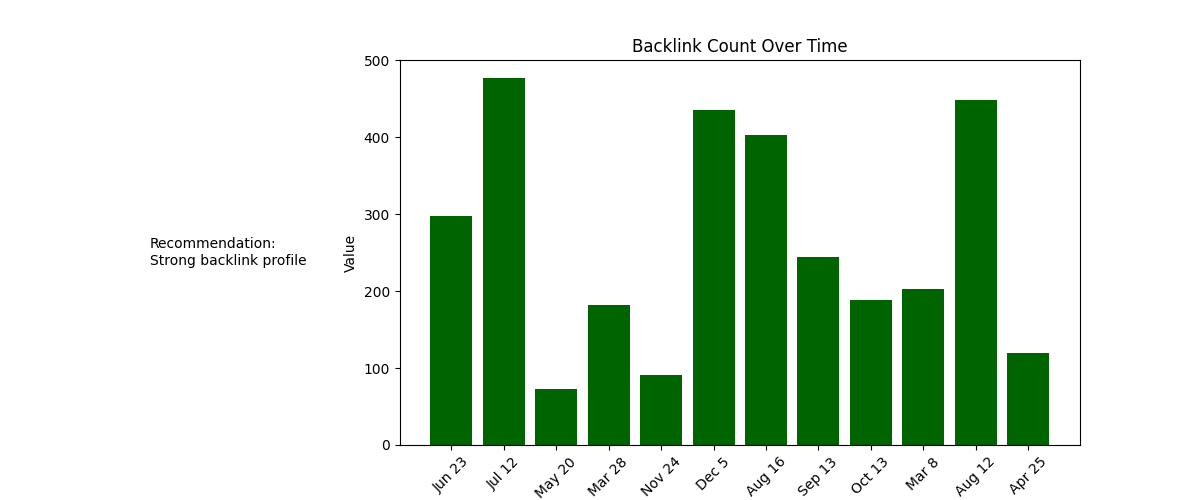 Backlink Count Over Time
Recommendation:
Strong backlink profile
Value
500
400
300
200
100
0
Jun 23
Jul 12
May 20
Mar 28
Nov 24
Dec 5
Aug 16
Sep 13
Oct 13
Mar 8
Aug 12
Apr 25